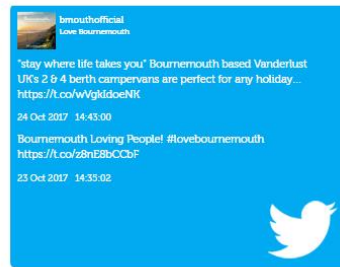 bmouthofficial
Love Bournemouth
"stay where life takes you" Bournemouth based Vanderlust
UK's 2 & 4 berth campervans are perfect for any holiday...
https://t.co/wVgkIdoeNK
24 Oct 2017 14:43:00
Bournemouth Loving People! #lovebournemouth
https://t.co/z8nE8bCCbF
23 Oct 2017 14:35:02